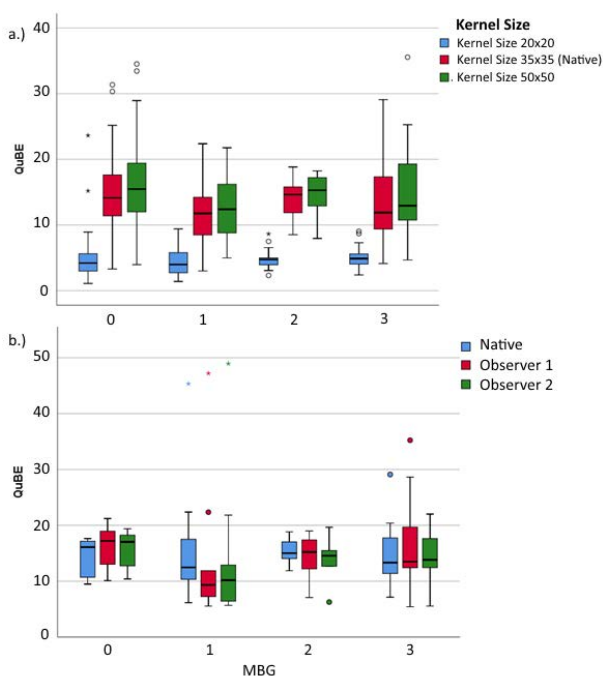 a.)
Kernel Size
Kernel Size 20x20
Kernel Size 35x35 (Native)
Kernel Size 50x50
QuBE
40
30
20
10
0
0 1 2 3
b.)
Native
Observer 1
Observer 2
QuBE
50
40
30
20
10
0
0 1 2 3
MBG